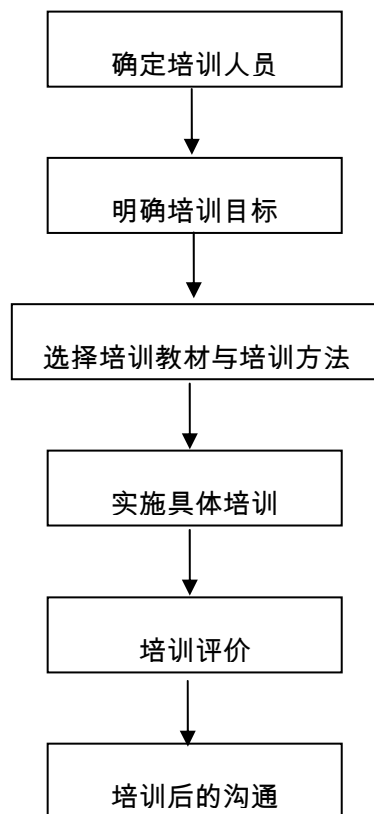 确定培训人员
明确培训目标
选择培训教材与培训方法
实施具体培训
培训评价
培训后的沟通